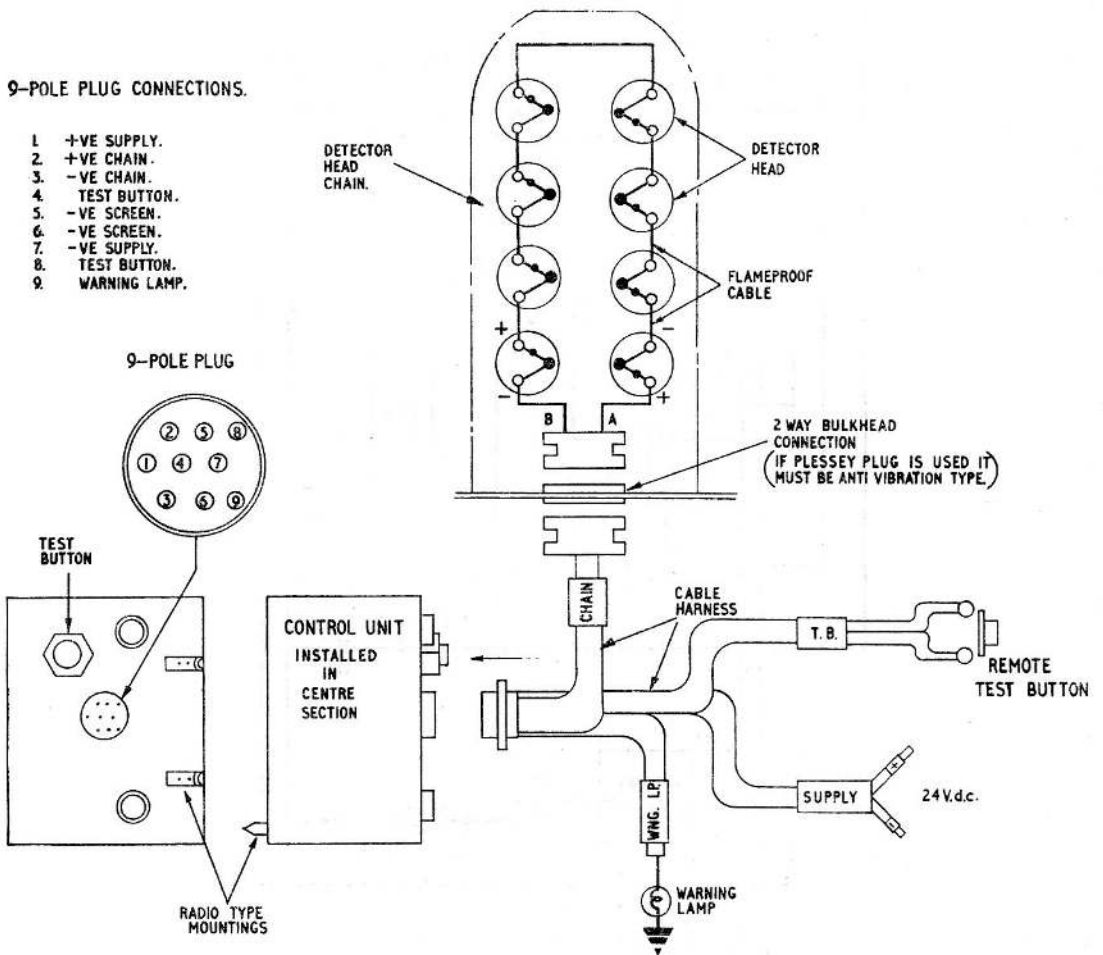 9-POLE PLUG CONNECTIONS.
1. +VE SUPPLY.
2. +VE CHAIN.
3. -VE CHAIN.
4. TEST BUTTON.
5. -VE SCREEN.
6. -VE SCREEN.
7. -VE SUPPLY.
8. TEST BUTTON.
9. WARNING LAMP.
DETECTOR
HEAD
CHAIN.
DETECTOR
HEAD
FLAMEPROOF
CABLE
+
-
-
+
B
A
2 WAY BULKHEAD
CONNECTION
(IF PLESSEY PLUG IS USED IT
MUST BE ANTI VIBRATION TYPE.)
9-POLE PLUG
2 5 8
1 4 7
3 6 9
TEST
BUTTON
RADIO TYPE
MOUNTINGS
CONTROL UNIT
INSTALLED
IN
CENTRE
SECTION
CHAIN
CABLE
HARNESS
T.B.
REMOTE
TEST BUTTON
SUPPLY
+
-
24V.d.c.
WNG. LP.
WARNING
LAMP